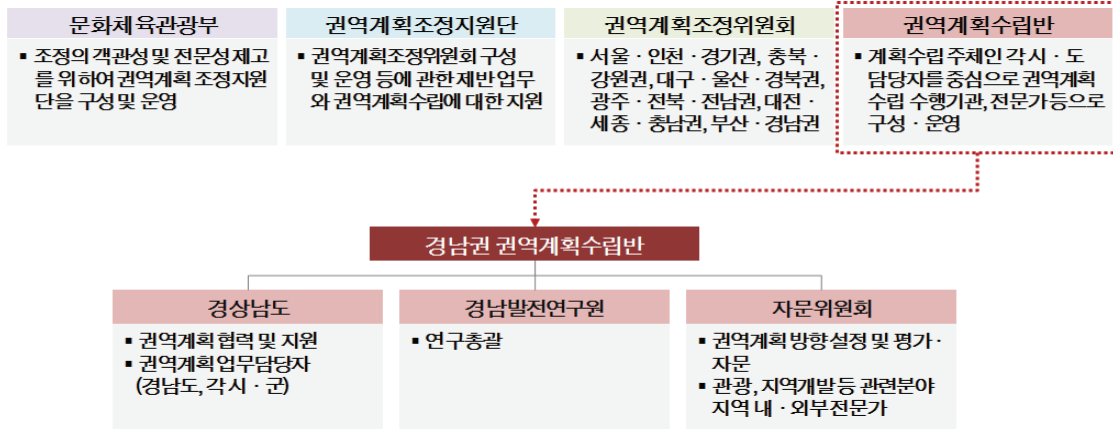 문화체육관광부
▪ 조정의 객관성 및 전문성 제고
를 위하여 권역계획 조정지원
단을 구성 및 운영
권역계획조정지원단
▪ 권역계획조정위원회 구성
및 운영 등에 관한 제반 업무
와 권역계획수립에 대한 지원
권역계획조정위원회
▪ 서울 · 인천 · 경기권, 충북 ·
강원권, 대구 · 울산 · 경북권,
광주 · 전북 · 전남권, 대전 ·
세종 · 충남권, 부산 · 경남권
권역계획수립반
▪ 계획수립 주체인 각 시 · 도
담당자를 중심으로 권역계획
수립 수행기관, 전문가 등으로
구성 · 운영
경남권 권역계획수립반
경상남도
▪ 권역계획 협력 및 지원
▪ 권역계획 업무담당자
(경남도, 각 시 · 군)
경남발전연구원
▪ 연구총괄
자문위원회
▪ 권역계획 방향 설정 및 평가 ·
자문
▪ 관광, 지역개발 등 관련분야
지역 내 · 외부 전문가